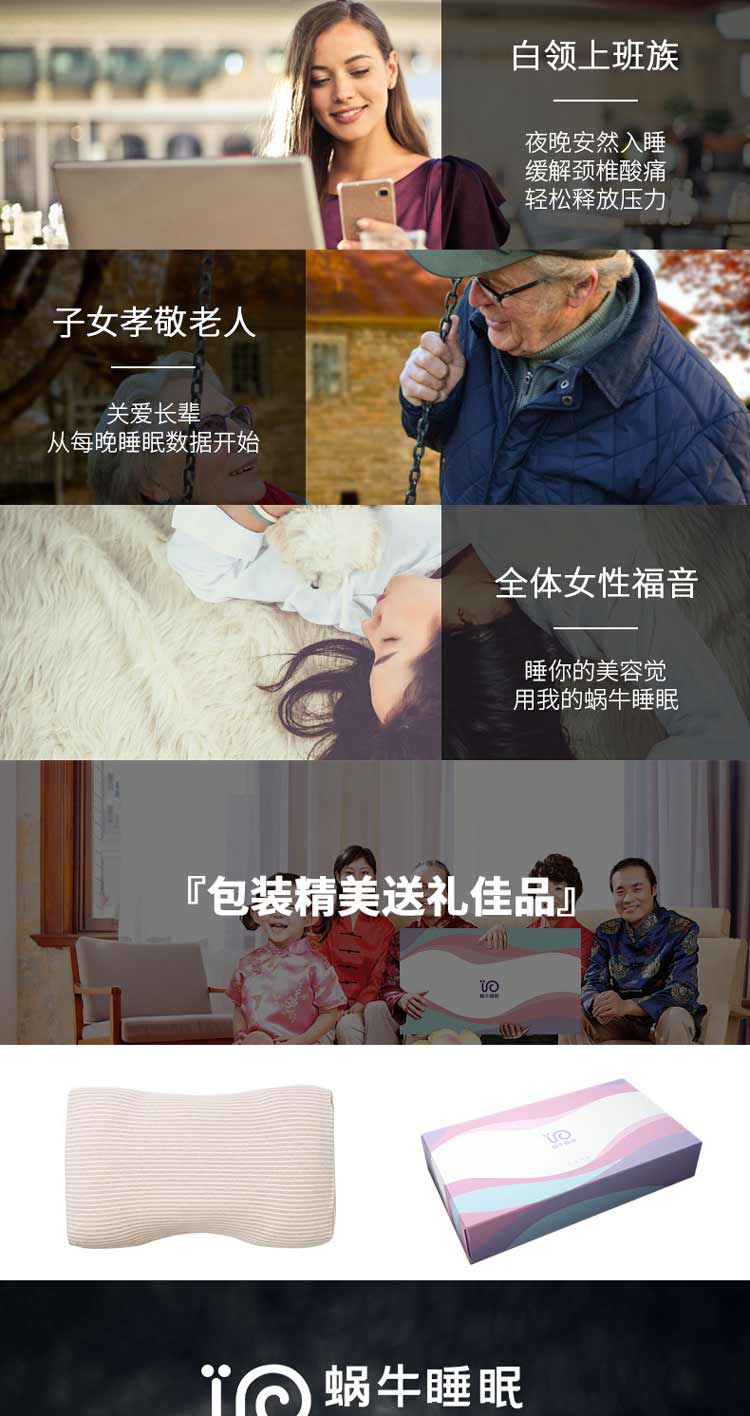 白领上班族
夜晚安然入睡
缓解颈椎酸痛
轻松释放压力
子女孝敬老人
关爱长辈
从每晚睡眠数据开始
全体女性福音
睡你的美容觉
用我的蜗牛睡眠
『包装精美送礼佳品』
蜗牛睡眠
蜗牛睡眠